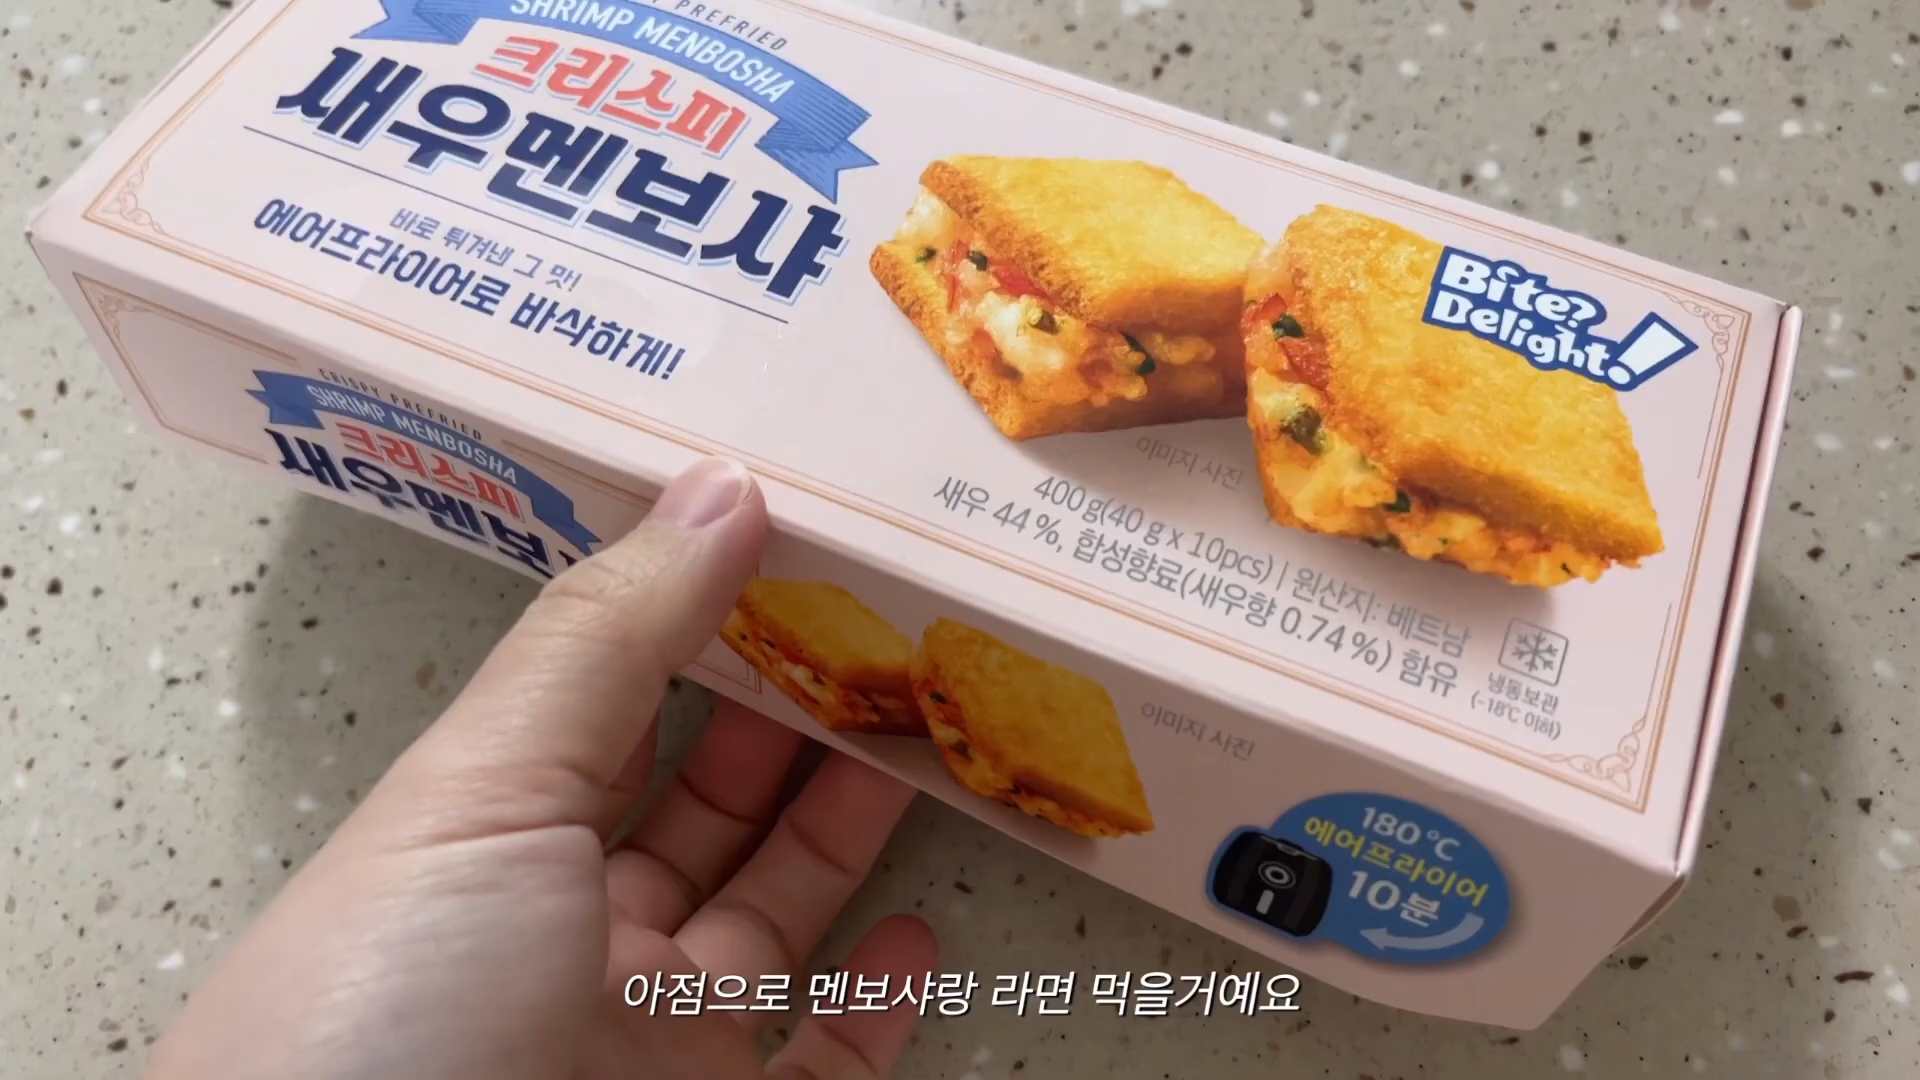 PREFRIED
SHRIMP MENBOSHA
크리스피
새우멘보샤
바로 튀겨낸 그 맛!
에어프라이어로 바삭하게!
Bite?
Delight!
이미지 사진
400g(40 g x 10pcs) | 원산지: 베트남
새우 44 %, 합성향료(새우향 0.74 %) 함유
냉동보관
(-18℃ 이하)
CRISPY PREFRIED
SHRIMP MENBOSHA
크리스피
새우멘보
이미지 사진
180℃
에어프라이어
10분
아점으로 멘보샤랑 라면 먹을거예요